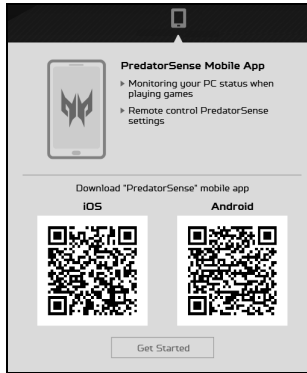 PredatorSense Mobile App
▸ Monitoring your PC status when
playing games
▸ Remote control PredatorSense
settings
Download "PredatorSense" mobile app
iOS Android
Get Started